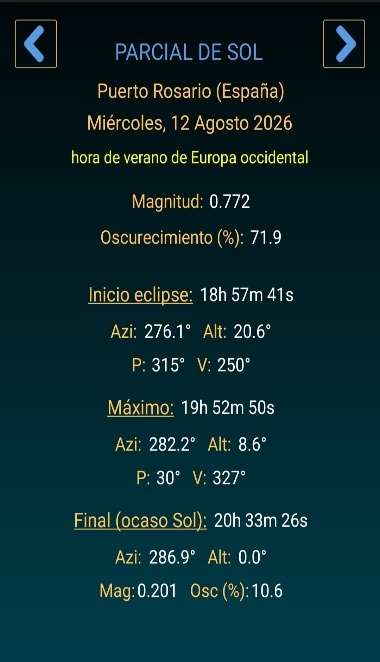 PARCIAL DE SOL
Puerto Rosario (España)
Miércoles, 12 Agosto 2026
hora de verano de Europa occidental
Magnitud: 0.772
Oscurecimiento (%): 71.9
Inicio eclipse: 18h 57m 41s
Azi: 276.1° Alt: 20.6°
P: 315° V: 250°
Máximo: 19h 52m 50s
Azi: 282.2° Alt: 8.6°
P: 30° V: 327°
Final (ocaso Sol): 20h 33m 26s
Azi: 286.9° Alt: 0.0°
Mag:0.201 Osc (%):10.6